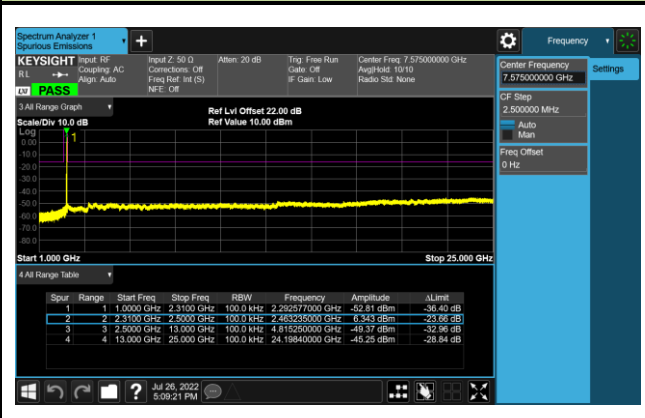 Spectrum Analyzer 1
Spurious Emissions
+
Frequency
KEYSIGHT Input: RF Input Z: 50 Ω Atten: 20 dB Trig: Free Run Center Freq: 7.575000000 GHz
RL Coupling: AC Corrections: Off Gate: Off Avg|Hold: 10/10
Align: Auto Freq Ref: Int (S) IF Gain: Low Radio Std: None
NFE: Off
LXI PASS
Center Frequency
7.575000000 GHz
Settings
CF Step
2.500000 MHz
Auto
Man
Freq Offset
0 Hz
3 All Range Graph
Ref Lvl Offset 22.00 dB
Scale/Div 10.0 dB Ref Value 10.00 dBm
Log
1
0.00
-10.0
-20.0
-30.0
-40.0
-50.0
-60.0
-70.0
-80.0
Start 1.000 GHz Stop 25.000 GHz
4 All Range Table
Spur Range Start Freq Stop Freq RBW Frequency Amplitude ΔLimit
1 1 1.0000 GHz 2.3100 GHz 100.0 kHz 2.292577000 GHz -52.81 dBm -36.40 dB
2 2 2.3100 GHz 2.5000 GHz 100.0 kHz 2.463235000 GHz 6.343 dBm -23.66 dB
3 3 2.5000 GHz 13.000 GHz 100.0 kHz 4.815250000 GHz -49.37 dBm -32.96 dB
4 4 13.000 GHz 25.000 GHz 100.0 kHz 24.19840000 GHz -45.25 dBm -28.84 dB
?
Jul 26, 2022
5:09:21 PM